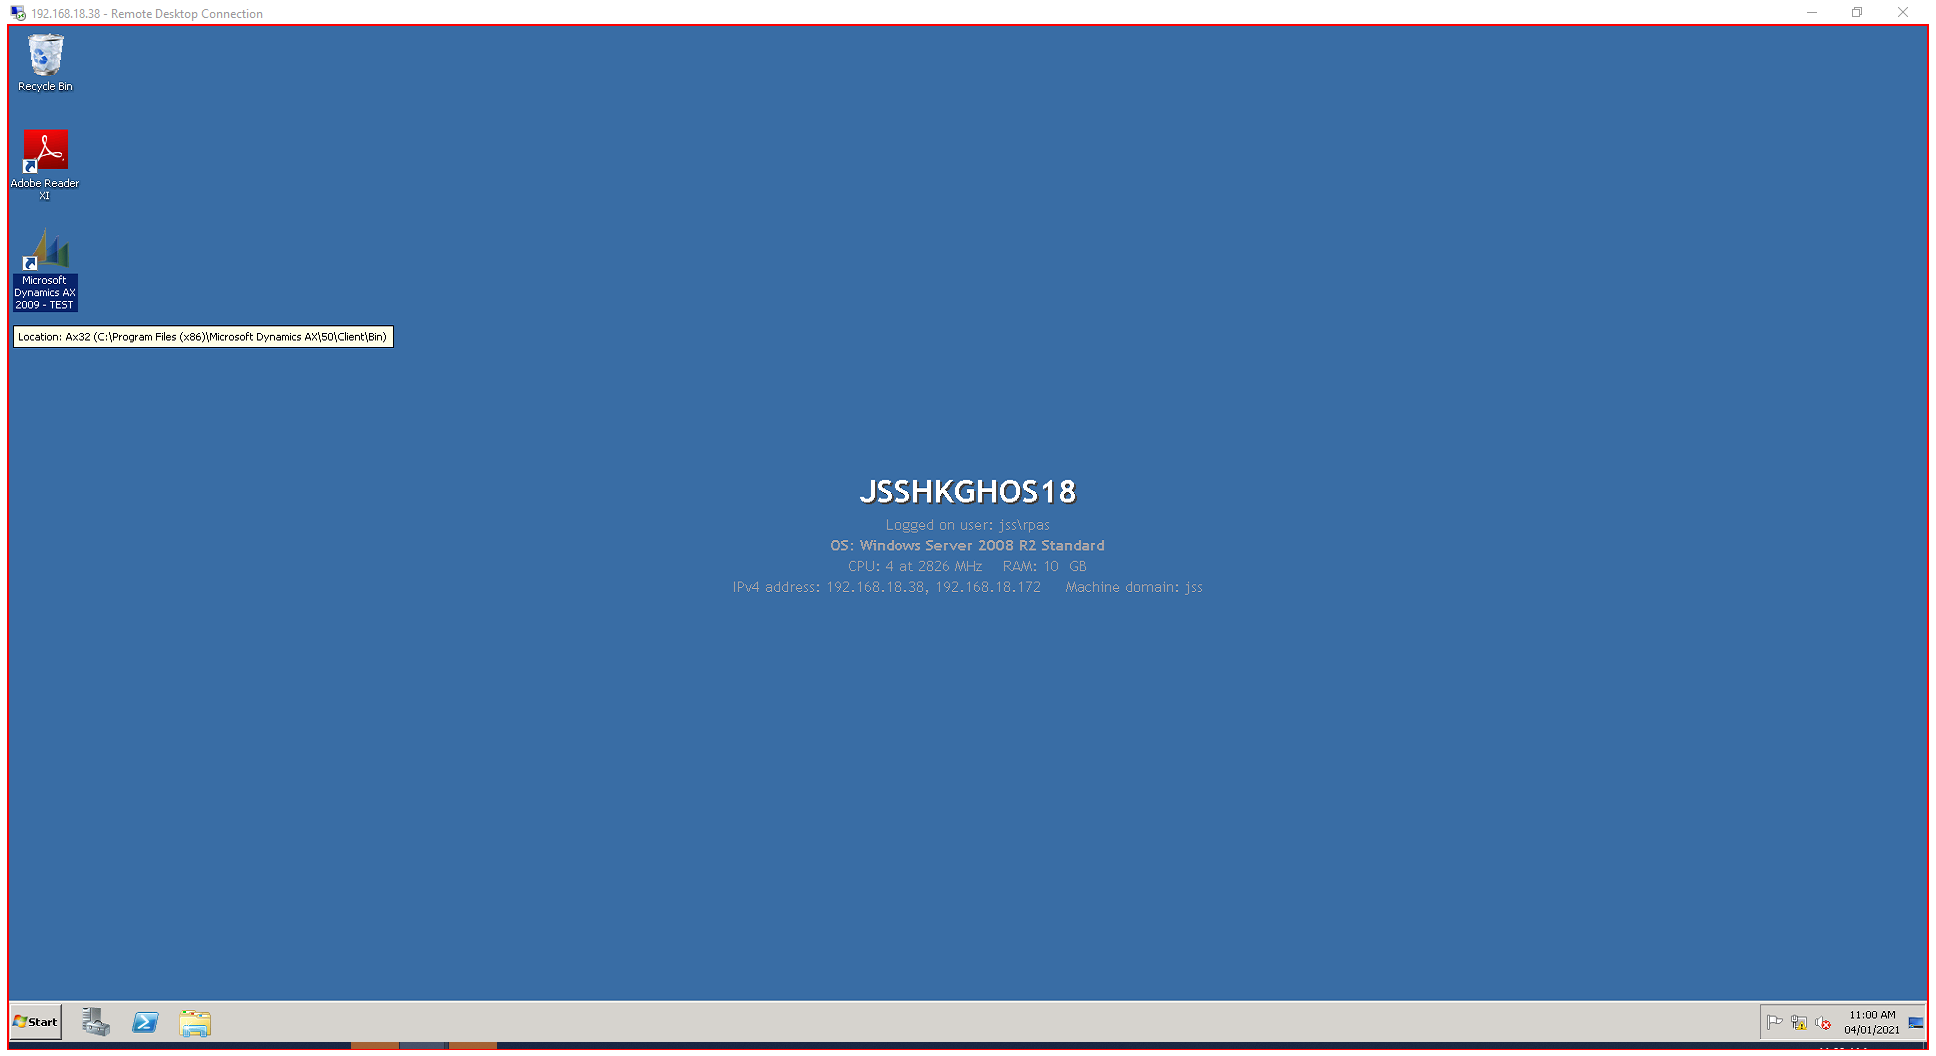 192.168.18.38 - Remote Desktop Connection
Recycle Bin
Adobe Reader
XI
Microsoft
Dynamics AX
2009 - TEST
Location: Ax32 (C:\Program Files (x86)\Microsoft Dynamics AX\50\Client\Bin)
JSSHKGHOS18
Logged on user: jss\rpas
OS: Windows Server 2008 R2 Standard
CPU: 4 at 2826 MHz RAM: 10 GB
IPv4 address: 192.168.18.38, 192.168.18.172 Machine domain: jss
Start
11:00 AM
04/01/2021